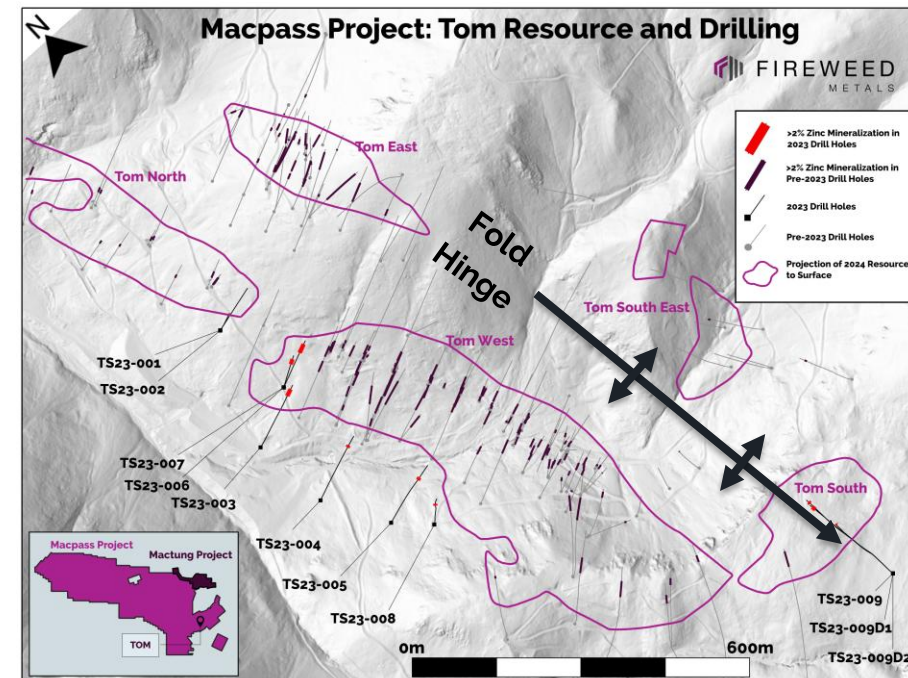 Macpass Project: Tom Resource and Drilling
N
FIREWEED
METALS
>2% Zinc Mineralization in
2023 Drill Holes
>2% Zinc Mineralization in
Pre-2023 Drill Holes
2023 Drill Holes
Pre-2023 Drill Holes
Projection of 2024 Resource
to Surface
Tom East
Tom North
Fold
Hinge
Tom South East
Tom West
TS23-001
TS23-002
TS23-007
TS23-006
TS23-003
TS23-004
TS23-005
TS23-008
Tom South
TS23-009
TS23-009D1
TS23-009D2
Macpass Project
Mactung Project
TOM
0m
600m